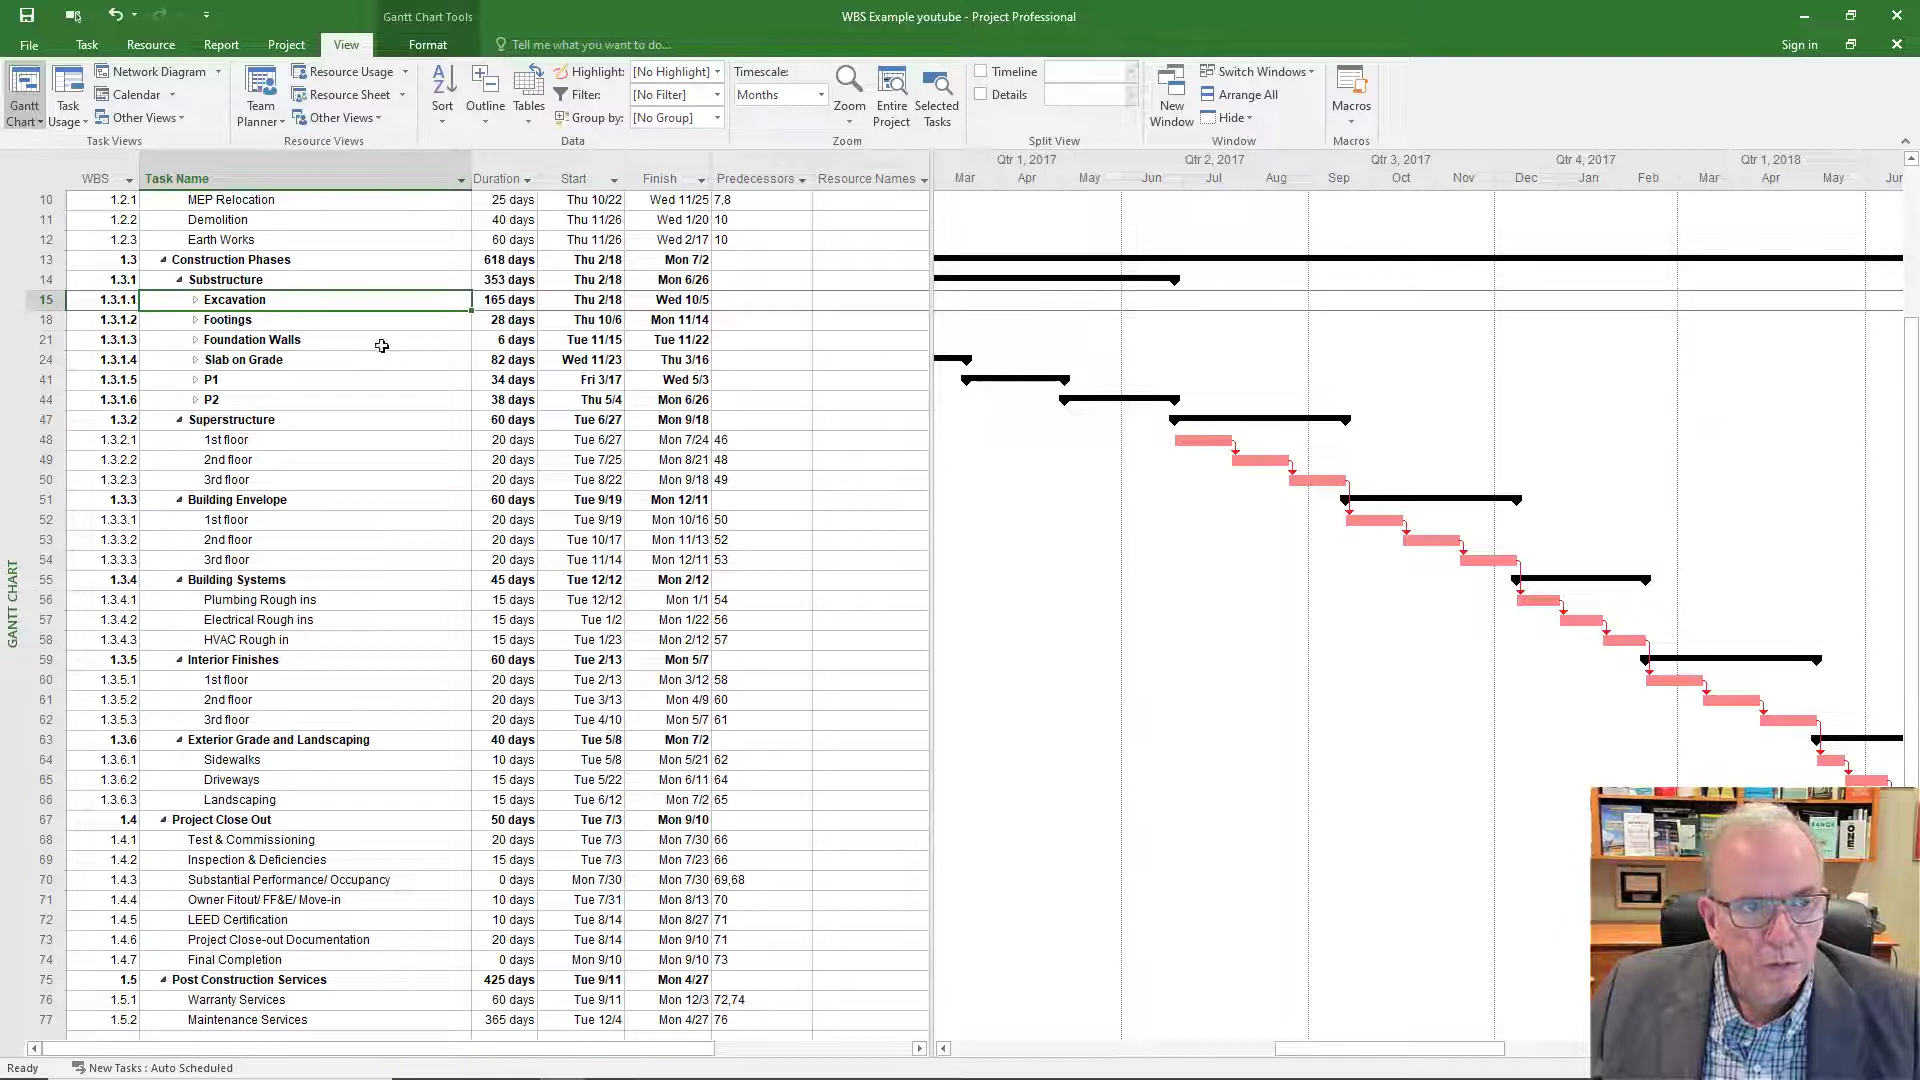 Gantt Chart Tools
WBS Example youtube - Project Professional
File Task Resource Report Project View Format Tell me what you want to do... Sign in
Gantt Chart
Task Usage
Network Diagram
Calendar
Other Views
Task Views
Team Planner
Resource Usage
Resource Sheet
Other Views
Resource Views
Sort
Outline
Tables
Highlight: [No Highlight]
Filter: [No Filter]
Group by: [No Group]
Data
Timescale:
Months
Zoom
Entire Project
Selected Tasks
Zoom
Timeline
Details
Split View
New Window
Switch Windows
Arrange All
Hide
Window
Macros
Macros
WBS Task Name Duration Start Finish Predecessors Resource Names
Qtr 1, 2017 Qtr 2, 2017 Qtr 3, 2017 Qtr 4, 2017 Qtr 1, 2018
Mar Apr May Jun Jul Aug Sep Oct Nov Dec Jan Feb Mar Apr May Jun
10 1.2.1 MEP Relocation 25 days Thu 10/22 Wed 11/25 7,8
11 1.2.2 Demolition 40 days Thu 11/26 Wed 1/20 10
12 1.2.3 Earth Works 60 days Thu 11/26 Wed 2/17 10
13 1.3 Construction Phases 618 days Thu 2/18 Mon 7/2
14 1.3.1 Substructure 353 days Thu 2/18 Mon 6/26
15 1.3.1.1 Excavation 165 days Thu 2/18 Wed 10/5
18 1.3.1.2 Footings 28 days Thu 10/6 Mon 11/14
21 1.3.1.3 Foundation Walls 6 days Tue 11/15 Tue 11/22
24 1.3.1.4 Slab on Grade 82 days Wed 11/23 Thu 3/16
41 1.3.1.5 P1 34 days Fri 3/17 Wed 5/3
44 1.3.1.6 P2 38 days Thu 5/4 Mon 6/26
47 1.3.2 Superstructure 60 days Tue 6/27 Mon 9/18
48 1.3.2.1 1st floor 20 days Tue 6/27 Mon 7/24 46
49 1.3.2.2 2nd floor 20 days Tue 7/25 Mon 8/21 48
50 1.3.2.3 3rd floor 20 days Tue 8/22 Mon 9/18 49
51 1.3.3 Building Envelope 60 days Tue 9/19 Mon 12/11
52 1.3.3.1 1st floor 20 days Tue 9/19 Mon 10/16 50
53 1.3.3.2 2nd floor 20 days Tue 10/17 Mon 11/13 52
54 1.3.3.3 3rd floor 20 days Tue 11/14 Mon 12/11 53
55 1.3.4 Building Systems 45 days Tue 12/12 Mon 2/12
56 1.3.4.1 Plumbing Rough ins 15 days Tue 12/12 Mon 1/1 54
57 1.3.4.2 Electrical Rough ins 15 days Tue 1/2 Mon 1/22 56
58 1.3.4.3 HVAC Rough in 15 days Tue 1/23 Mon 2/12 57
59 1.3.5 Interior Finishes 60 days Tue 2/13 Mon 5/7
60 1.3.5.1 1st floor 20 days Tue 2/13 Mon 3/12 58
61 1.3.5.2 2nd floor 20 days Tue 3/13 Mon 4/9 60
62 1.3.5.3 3rd floor 20 days Tue 4/10 Mon 5/7 61
63 1.3.6 Exterior Grade and Landscaping 40 days Tue 5/8 Mon 7/2
64 1.3.6.1 Sidewalks 10 days Tue 5/8 Mon 5/21 62
65 1.3.6.2 Driveways 15 days Tue 5/22 Mon 6/11 64
66 1.3.6.3 Landscaping 15 days Tue 6/12 Mon 7/2 65
67 1.4 Project Close Out 50 days Tue 7/3 Mon 9/10
68 1.4.1 Test & Commissioning 20 days Tue 7/3 Mon 7/30 66
69 1.4.2 Inspection & Deficiencies 15 days Tue 7/3 Mon 7/23 66
70 1.4.3 Substantial Performance/ Occupancy 0 days Mon 7/30 Mon 7/30 69,68
71 1.4.4 Owner Fitout/ FF&E/ Move-in 10 days Tue 7/31 Mon 8/13 70
72 1.4.5 LEED Certification 10 days Tue 8/14 Mon 8/27 71
73 1.4.6 Project Close-out Documentation 20 days Tue 8/14 Mon 9/10 71
74 1.4.7 Final Completion 0 days Mon 9/10 Mon 9/10 73
75 1.5 Post Construction Services 425 days Tue 9/11 Mon 4/27
76 1.5.1 Warranty Services 60 days Tue 9/11 Mon 12/3 72,74
77 1.5.2 Maintenance Services 365 days Tue 12/4 Mon 4/27 76
GANTT CHART
ONE
Ready New Tasks : Auto Scheduled